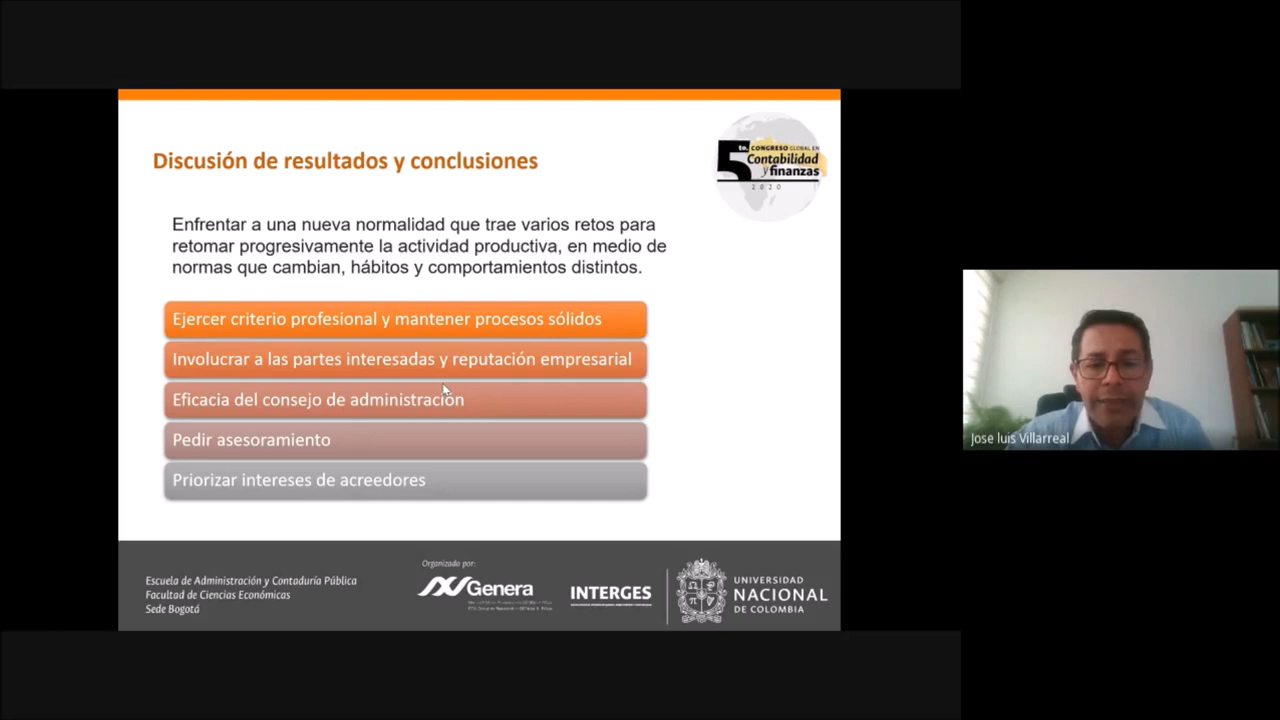 Discusión de resultados y conclusiones
5to. CONGRESO GLOBAL EN
Contabilidad
y finanzas
2020
Enfrentar a una nueva normalidad que trae varios retos para
retomar progresivamente la actividad productiva, en medio de
normas que cambian, hábitos y comportamientos distintos.
Ejercer criterio profesional y mantener procesos sólidos
Involucrar a las partes interesadas y reputación empresarial
Eficacia del consejo de administración
Pedir asesoramiento
Priorizar intereses de acreedores
Jose luis Villarreal
Escuela de Administración y Contaduría Pública
Facultad de Ciencias Económicas
Sede Bogotá
Organizado por:
Genera
INTERGES
UNIVERSIDAD
NACIONAL
DE COLOMBIA